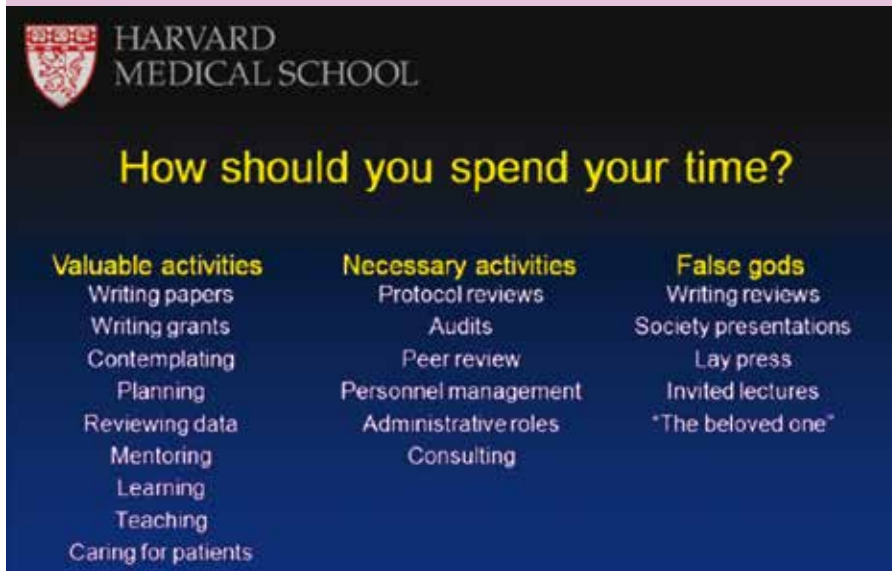 HARVARD
MEDICAL SCHOOL
How should you spend your time?
Valuable activities
Writing papers
Writing grants
Contemplating
Planning
Reviewing data
Mentoring
Learning
Teaching
Caring for patients
Necessary activities
Protocol reviews
Audits
Peer review
Personnel management
Administrative roles
Consulting
False gods
Writing reviews
Society presentations
Lay press
Invited lectures
"The beloved one"